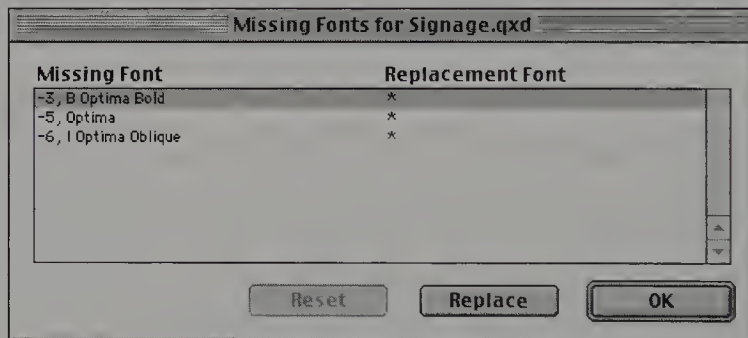 Missing Fonts for Signage.qxd
Missing Font Replacement Font
-3, B Optima Bold *
-5, Optima *
-6, I Optima Oblique *
Reset Replace OK